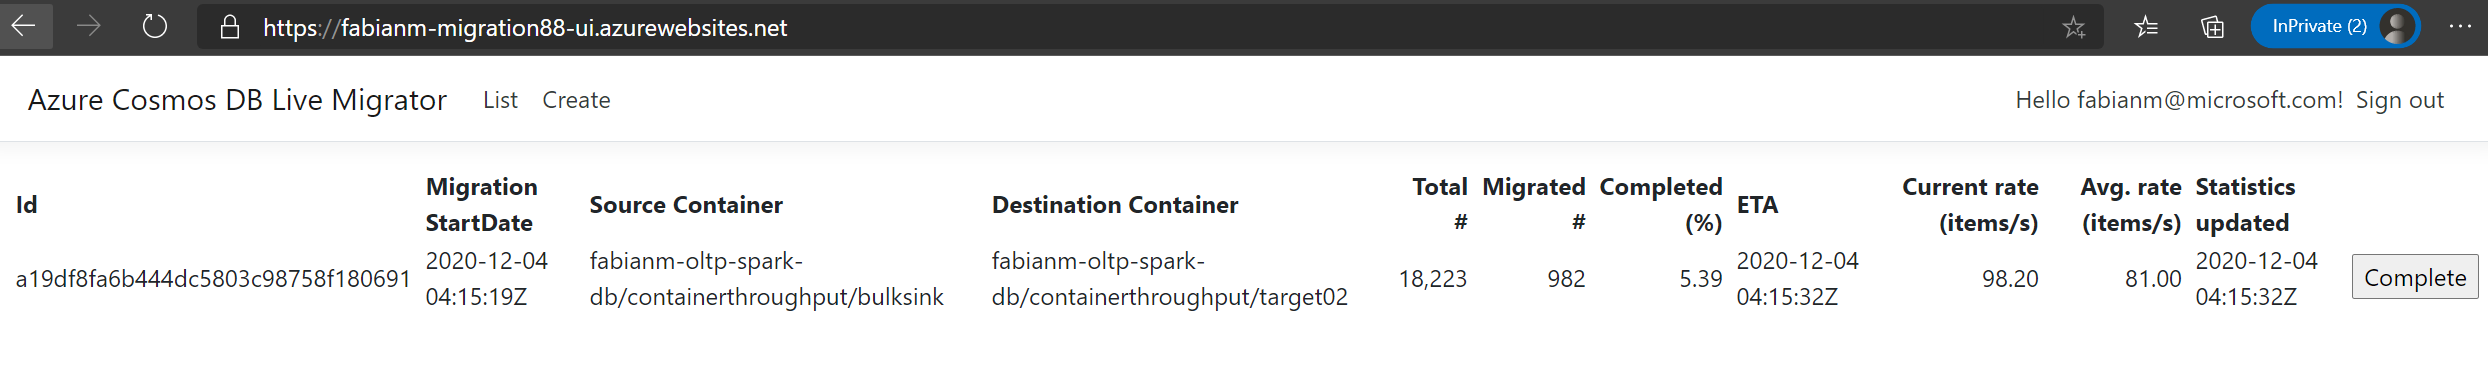 https://fabianm-migration88-ui.azurewebsites.net
InPrivate (2)
Azure Cosmos DB Live Migrator List Create Hello fabianm@microsoft.com! Sign out
Id Migration StartDate Source Container Destination Container Total # Migrated # Completed (%) ETA Current rate (items/s) Avg. rate (items/s) Statistics updated
a19df8fa6b444dc5803c98758f180691 2020-12-04 04:15:19Z fabianm-oltp-spark-db/containerthroughput/bulksink fabianm-oltp-spark-db/containerthroughput/target02 18,223 982 5.39 2020-12-04 04:15:32Z 98.20 81.00 2020-12-04 04:15:32Z Complete